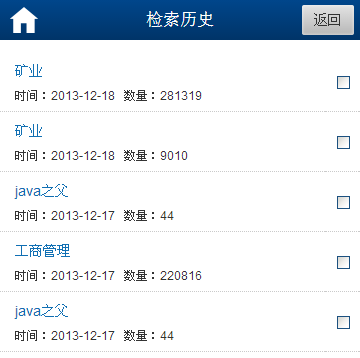 检索历史
返回
矿业
时间：2013-12-18 数量：281319
矿业
时间：2013-12-18 数量：9010
java之父
时间：2013-12-17 数量：44
工商管理
时间：2013-12-17 数量：220816
java之父
时间：2013-12-17 数量：44